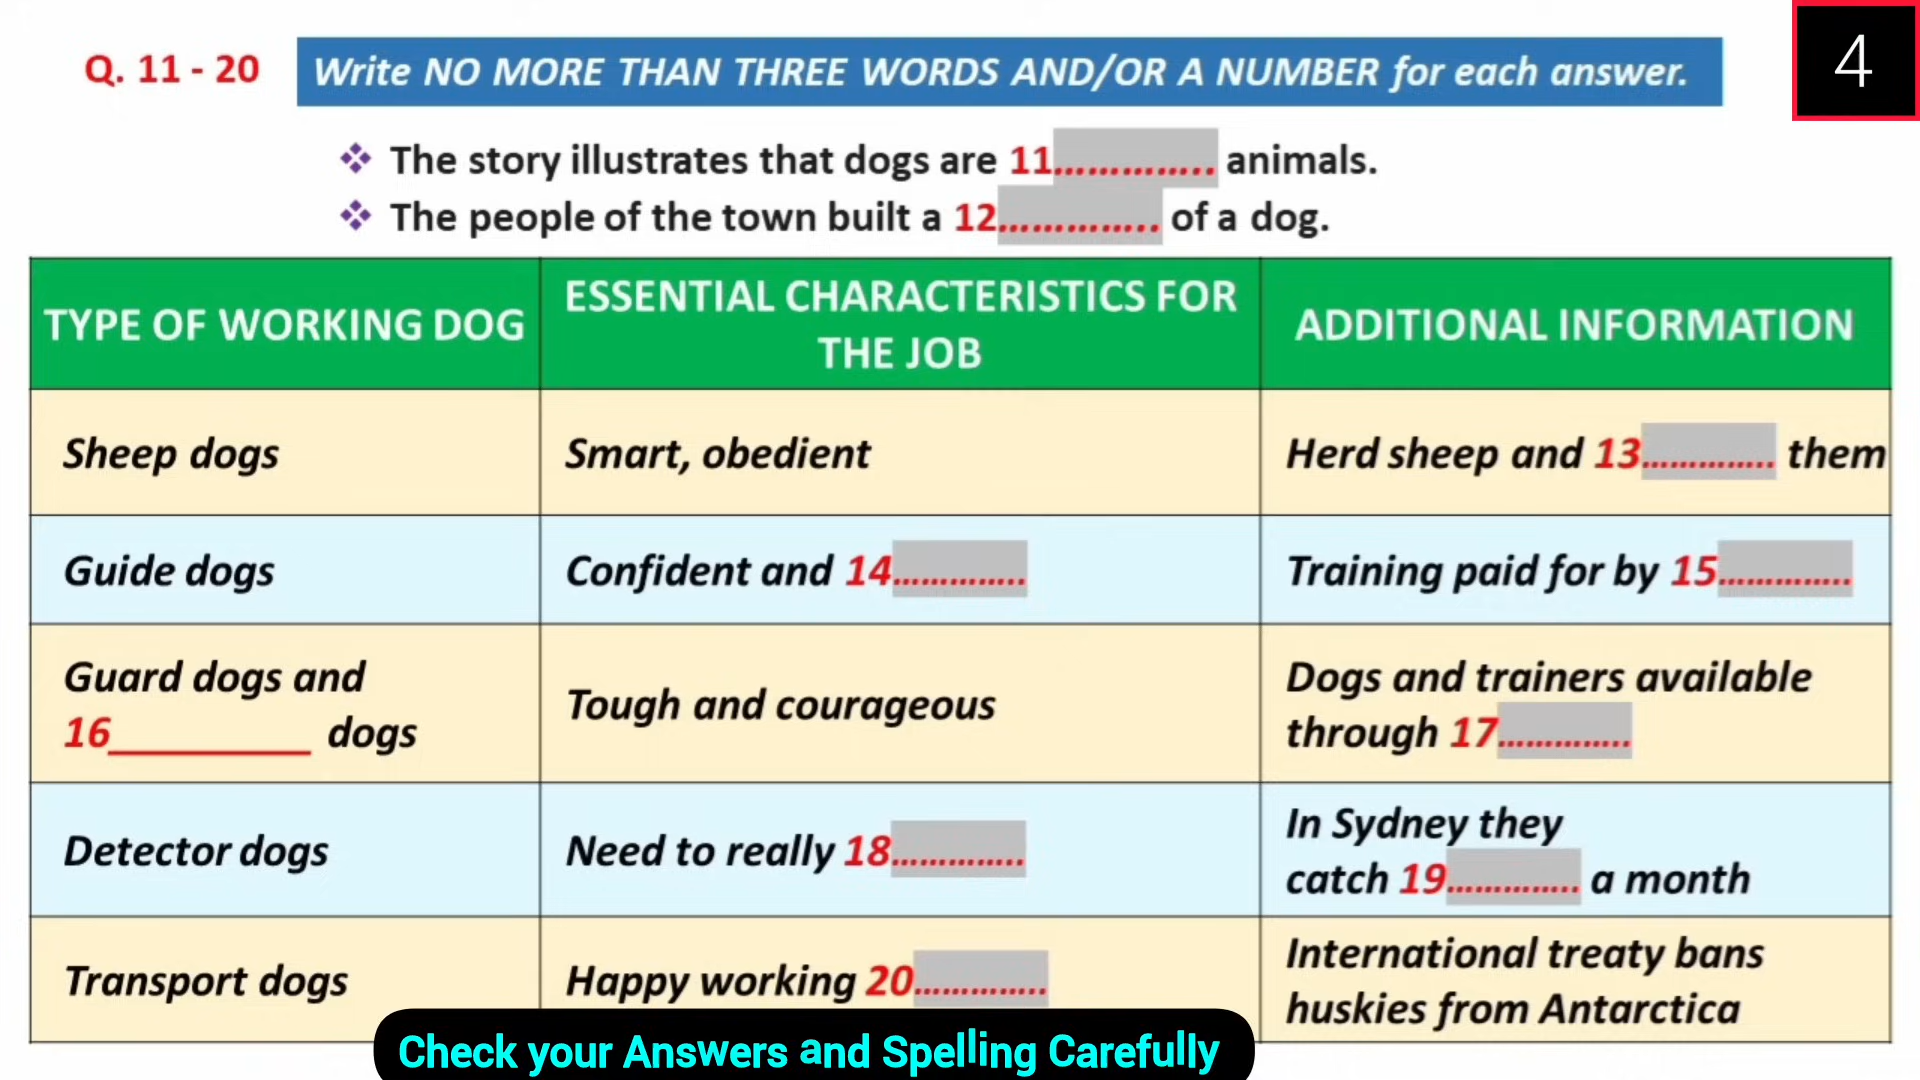 Q. 11 - 20
Write NO MORE THAN THREE WORDS AND/OR A NUMBER for each answer.
4
❖ The story illustrates that dogs are 11………….. animals.
❖ The people of the town built a 12………….. of a dog.
TYPE OF WORKING DOG
ESSENTIAL CHARACTERISTICS FOR
THE JOB
ADDITIONAL INFORMATION
Sheep dogs
Smart, obedient
Herd sheep and 13………….. them
Guide dogs
Confident and 14…………..
Training paid for by 15…………..
Guard dogs and
16__________ dogs
Tough and courageous
Dogs and trainers available
through 17…………..
Detector dogs
Need to really 18…………..
In Sydney they
catch 19………….. a month
Transport dogs
Happy working 20…………..
International treaty bans
huskies from Antarctica
Check your Answers and Spelling Carefully